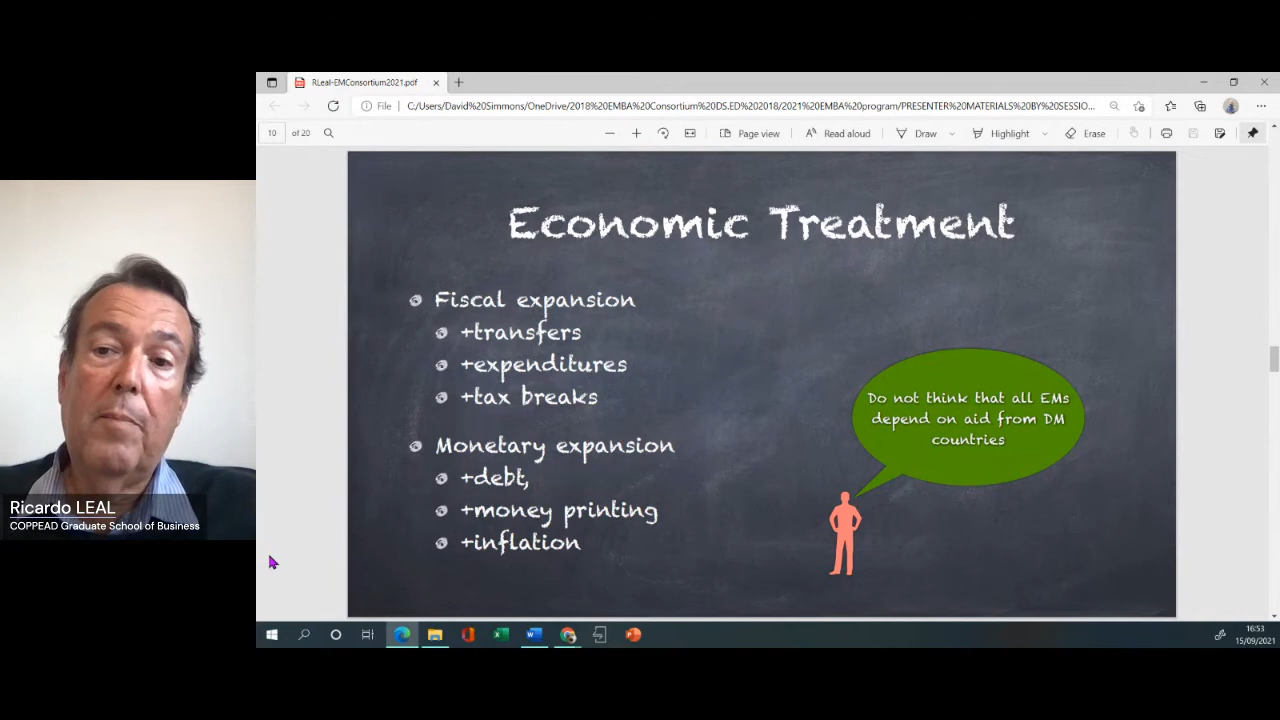 RLeal-EMConsortium2021.pdf
File
C:/Users/David%20Simmons/OneDrive/2018%20EMBA%20Consortium%20DS.ED%202018/2021%20EMBA%20program/PRESENTER%20MATERIALS%20BY%20SESSIO...
10 of 20
Page view
Read aloud
Draw
Highlight
Erase
Economic Treatment
Fiscal expansion
+transfers
+expenditures
+tax breaks
Monetary expansion
+debt,
+money printing
+inflation
Do not think that all EMs
depend on aid from DM
countries
Ricardo LEAL
COPPEAD Graduate School of Business
16:53
15/09/2021